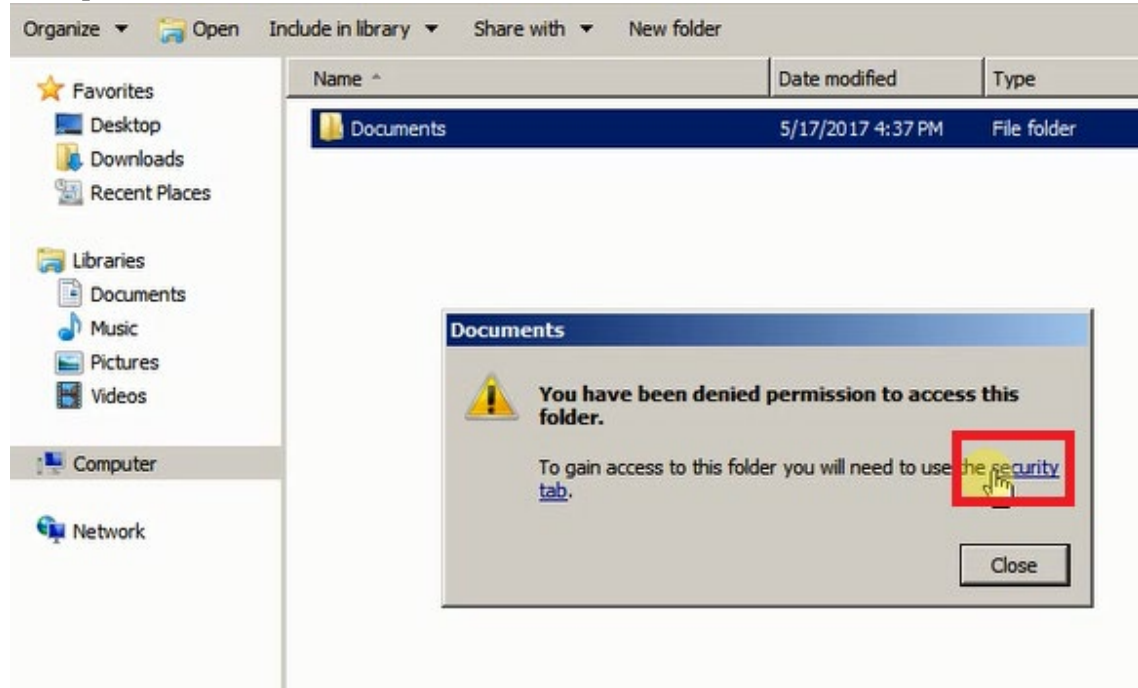 Organize Open Include in library Share with New folder
Name Date modified Type
Favorites
Desktop
Downloads
Recent Places
Libraries
Documents
Music
Pictures
Videos
Computer
Network
Documents 5/17/2017 4:37 PM File folder
Documents
You have been denied permission to access this
folder.
To gain access to this folder you will need to use the security
tab.
Close